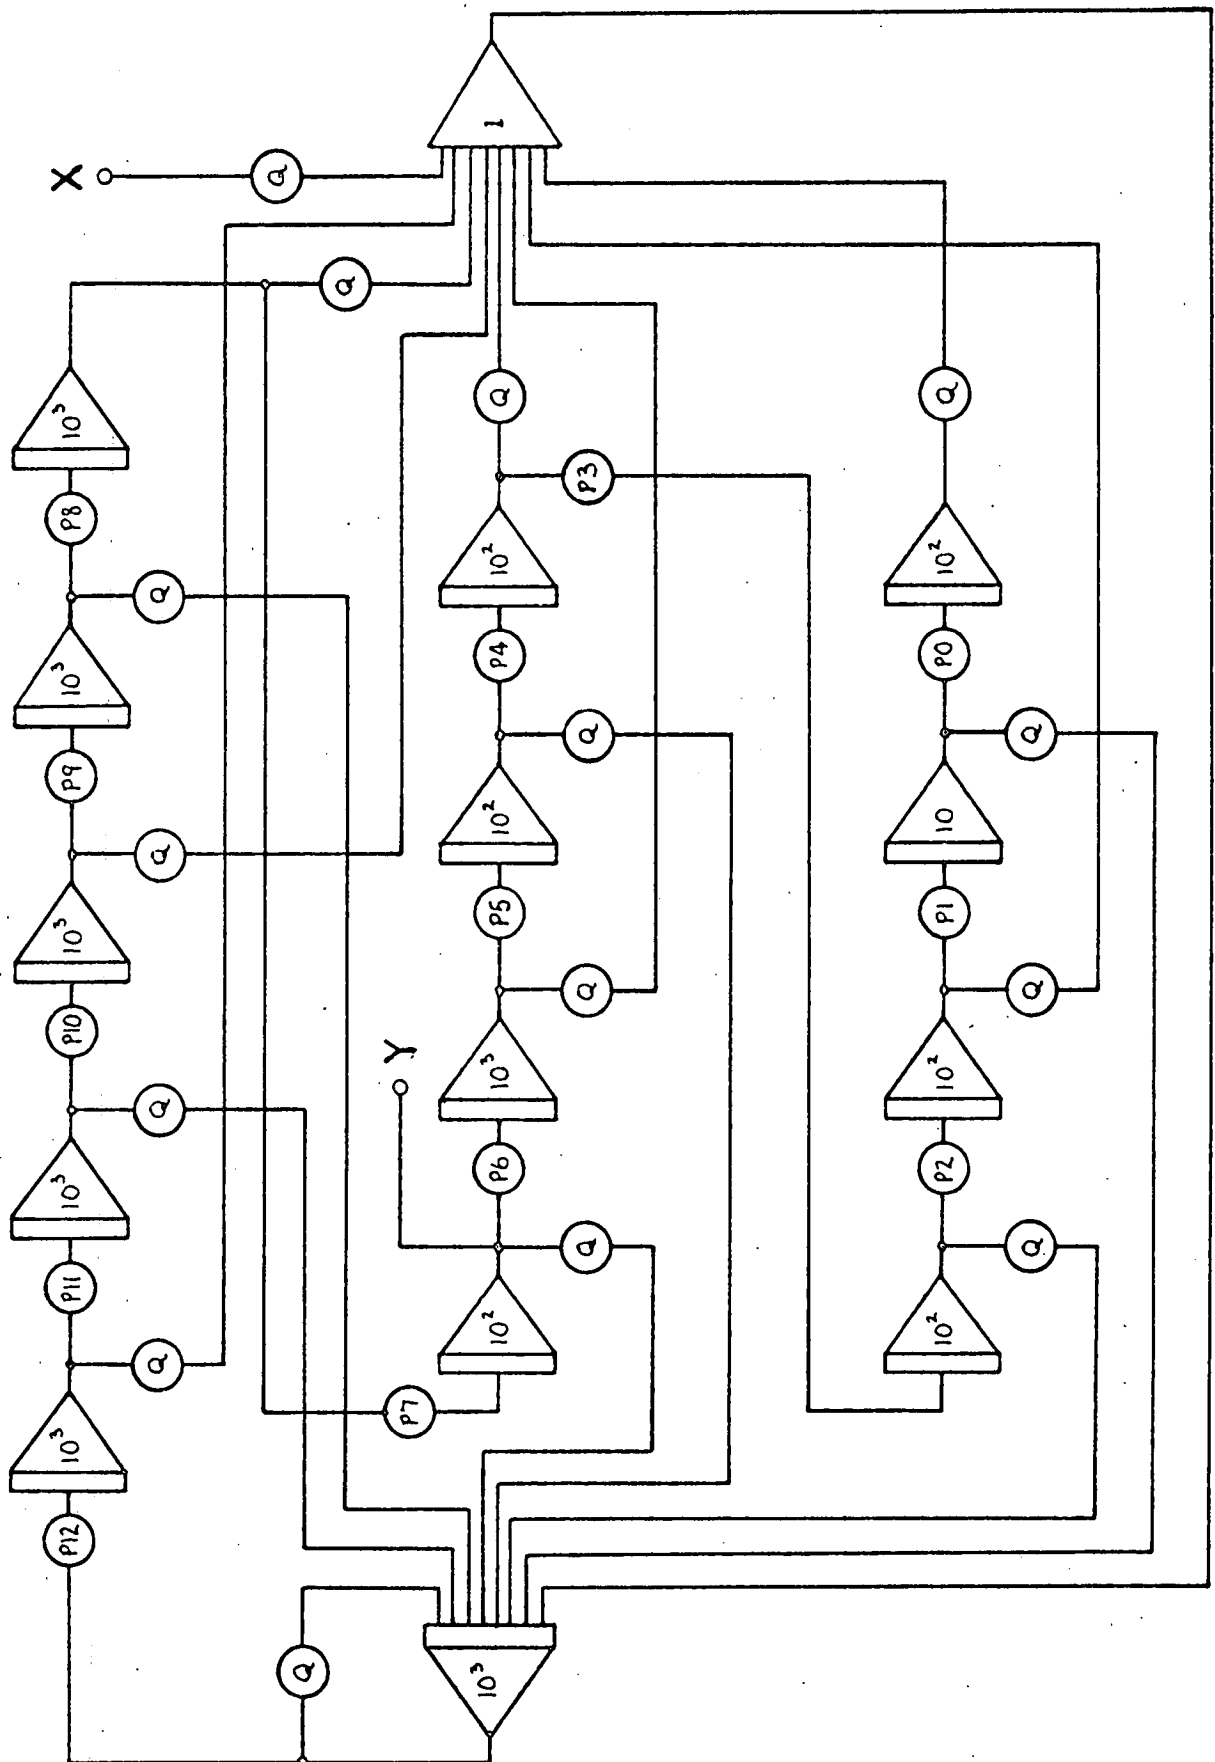 P12 10³ P11 10³ P10 10³ P9 10³ P8 10³
X
Q Q Q Q
Q Q
Q
P7 Y
10³ 10² P6 10³ P5 10² P4 10² Q 1
Q Q Q P3
10² P2 10² P1 10 P0 10² Q
Q Q Q